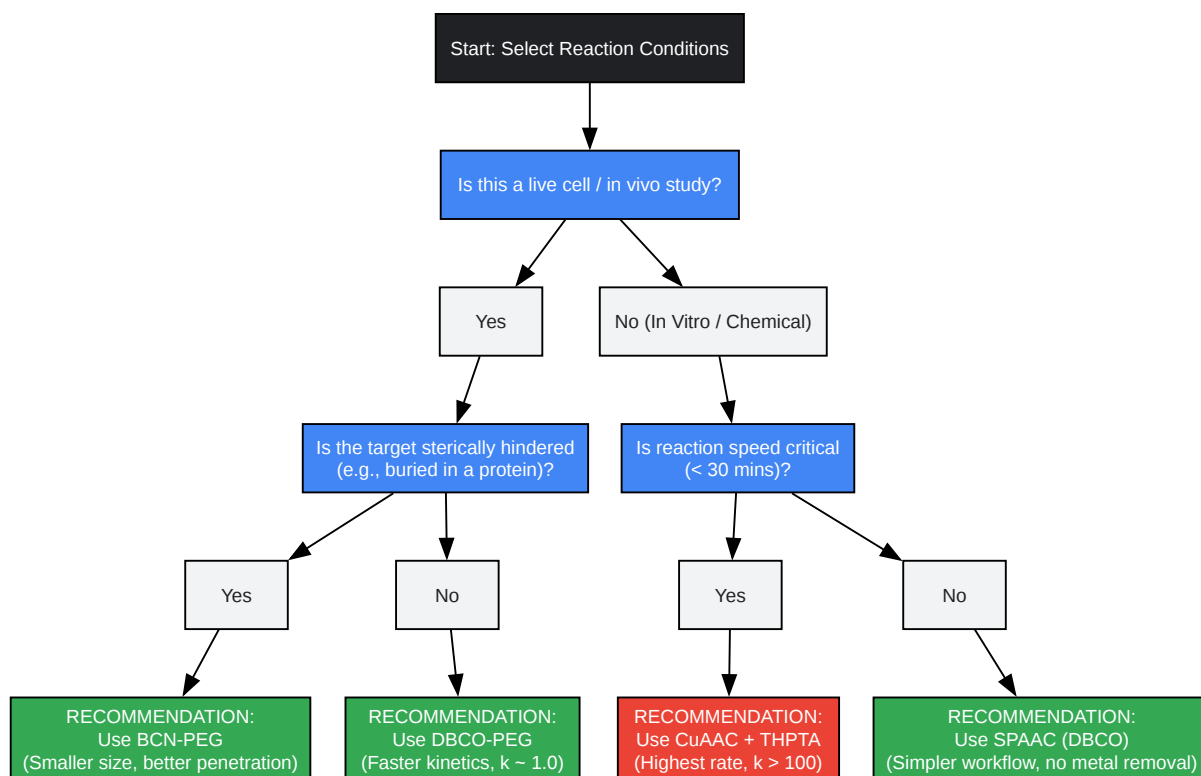 Start: Select Reaction Conditions
Is this a live cell / in vivo study?
Yes
No (In Vitro / Chemical)
Is the target sterically hindered
(e.g., buried in a protein)?
Is reaction speed critical
(< 30 mins)?
Yes
No
Yes
No
RECOMMENDATION:
Use BCN-PEG
(Smaller size, better penetration)
RECOMMENDATION:
Use DBCO-PEG
(Faster kinetics, k ~ 1.0)
RECOMMENDATION:
Use CuAAC + THPTA
(Highest rate, k > 100)
RECOMMENDATION:
Use SPAAC (DBCO)
(Simpler workflow, no metal removal)